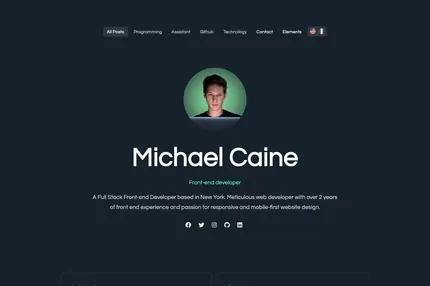 All Posts Programming Assistant Github Technology Contact Elements
Michael Caine
Front-end developer
A Full Stack Front-end Developer based in New York. Meticulous web developer with over 2 years
of front end experience and passion for responsive and mobile-first website design.